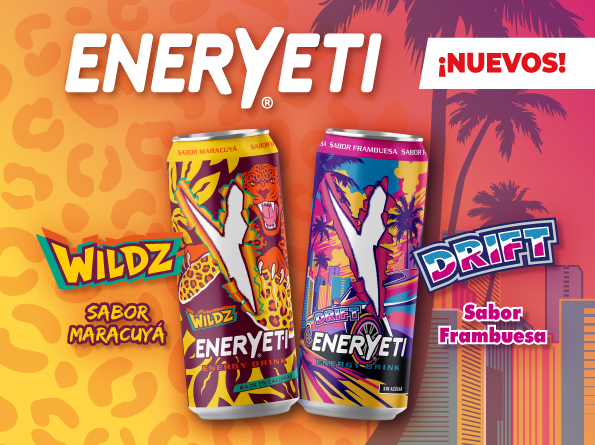 ENERYETI
®
¡NUEVOS!
SABOR MARACUYÁ
WILDZ
ENERYETI
®
ENERGY DRINK
SA SABOR FRAMBUESA SABOR
DRIFT
ENERYETI
ENERGY DRINK
SIN AZÚCAR
WILDZ
SABOR
MARACUYÁ
DRIFT
Sabor
Frambuesa